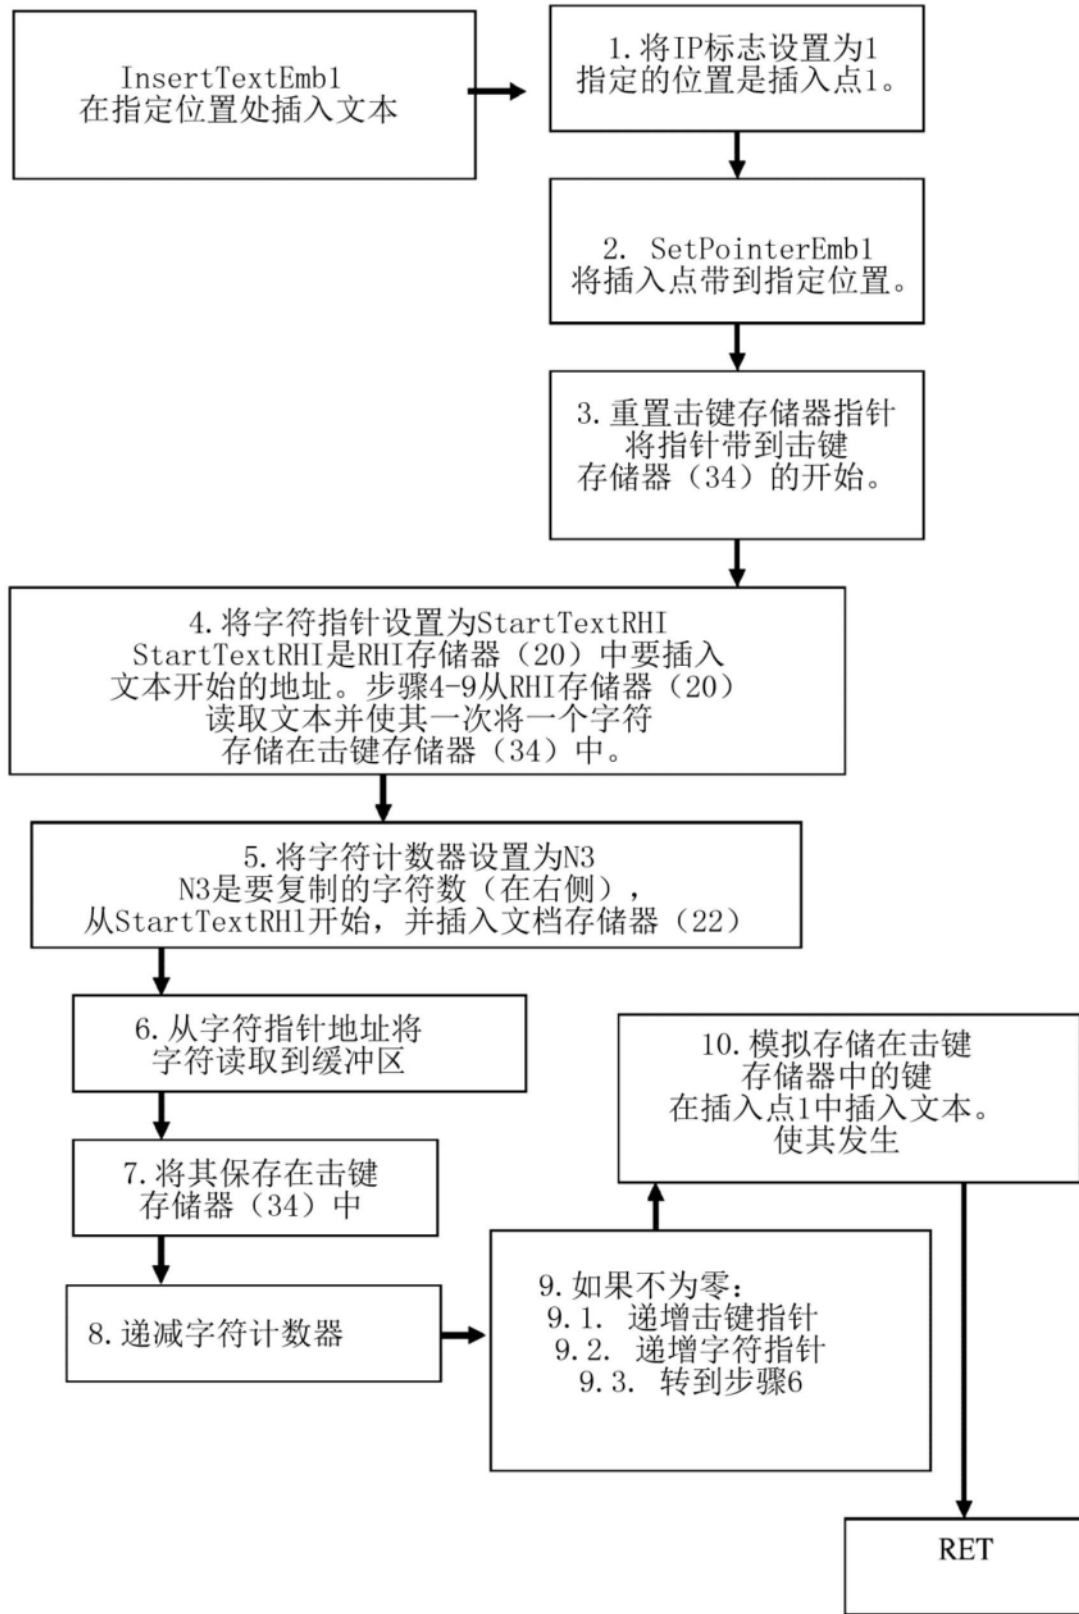 InsertTextEmb1
在指定位置处插入文本
1.将IP标志设置为1
指定的位置是插入点1。
2. SetPointerEmb1
将插入点带到指定位置。
3.重置击键存储器指针
将指针带到击键
存储器（34）的开始。
4.将字符指针设置为StartTextRHI
StartTextRHI是RHI存储器（20）中要插入
文本开始的地址。步骤4-9从RHI存储器（20）
读取文本并使其一次将一个字符
存储在击键存储器（34）中。
5.将字符计数器设置为N3
N3是要复制的字符数（在右侧），
从StartTextRHl开始，并插入文档存储器（22）
6.从字符指针地址将
字符读取到缓冲区
7.将其保存在击键
存储器（34）中
8.递减字符计数器
9.如果不为零：
9.1. 递增击键指针
9.2. 递增字符指针
9.3. 转到步骤6
10.模拟存储在击键
存储器中的键
在插入点1中插入文本。
使其发生
RET